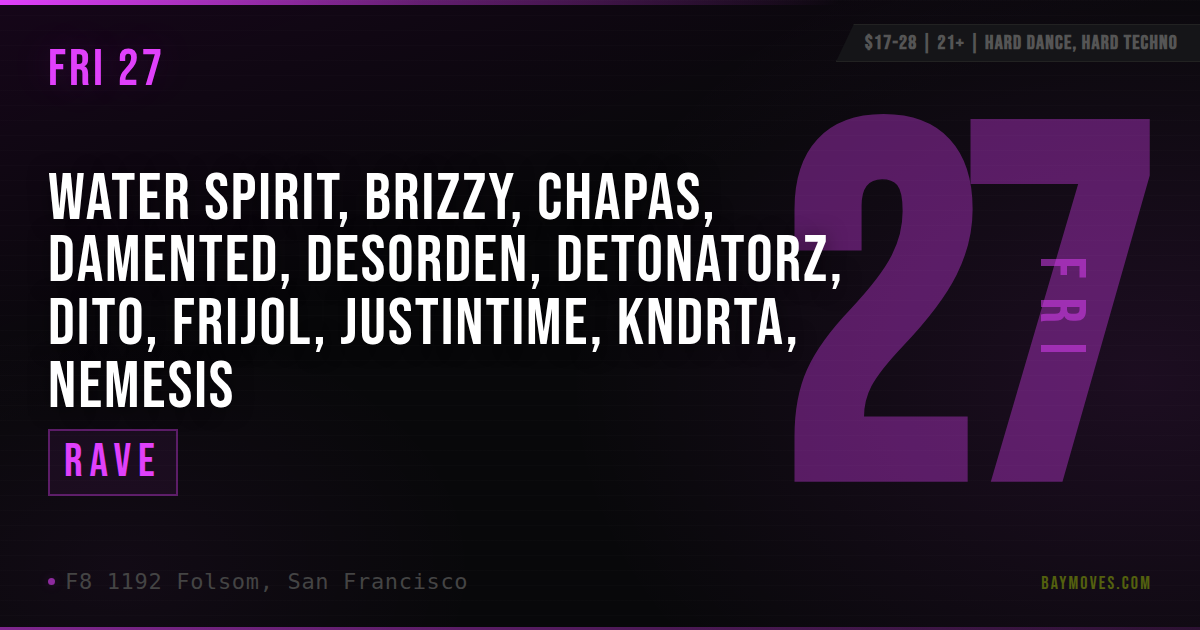 FRI 27
$17-28 | 21+ | HARD DANCE, HARD TECHNO
27
FRI
WATER SPIRIT, BRIZZY, CHAPAS,
DAMENTED, DESORDEN, DETONATORZ,
DITO, FRIJOL, JUSTINTIME, KNDRTA,
NEMESIS
RAVE
F8 1192 Folsom, San Francisco
BAYMOVES.COM